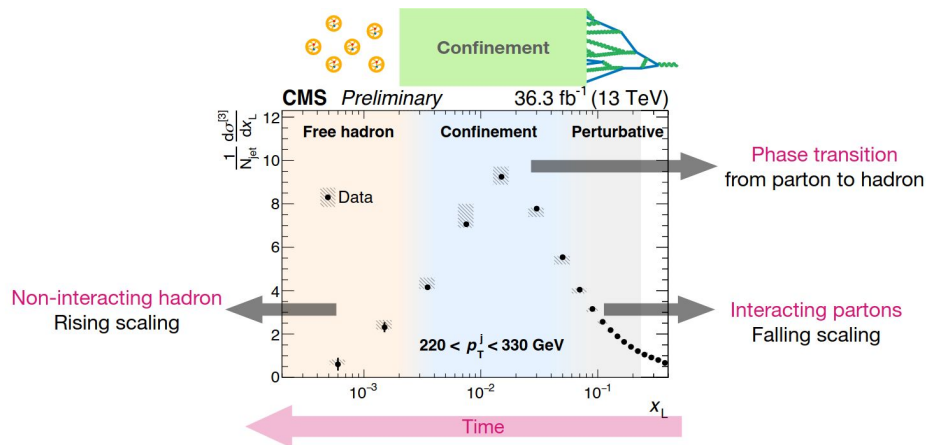 Confinement
CMS Preliminary 36.3 fb⁻¹ (13 TeV)
1/N_jet dσ^[3]/dx_L
12
10
8
6
4
2
0
Free hadron Confinement Perturbative
Data
220 < p_T^j < 330 GeV
10⁻³ 10⁻² 10⁻¹
x_L
Phase transition
from parton to hadron
Non-interacting hadron
Rising scaling
Interacting partons
Falling scaling
Time